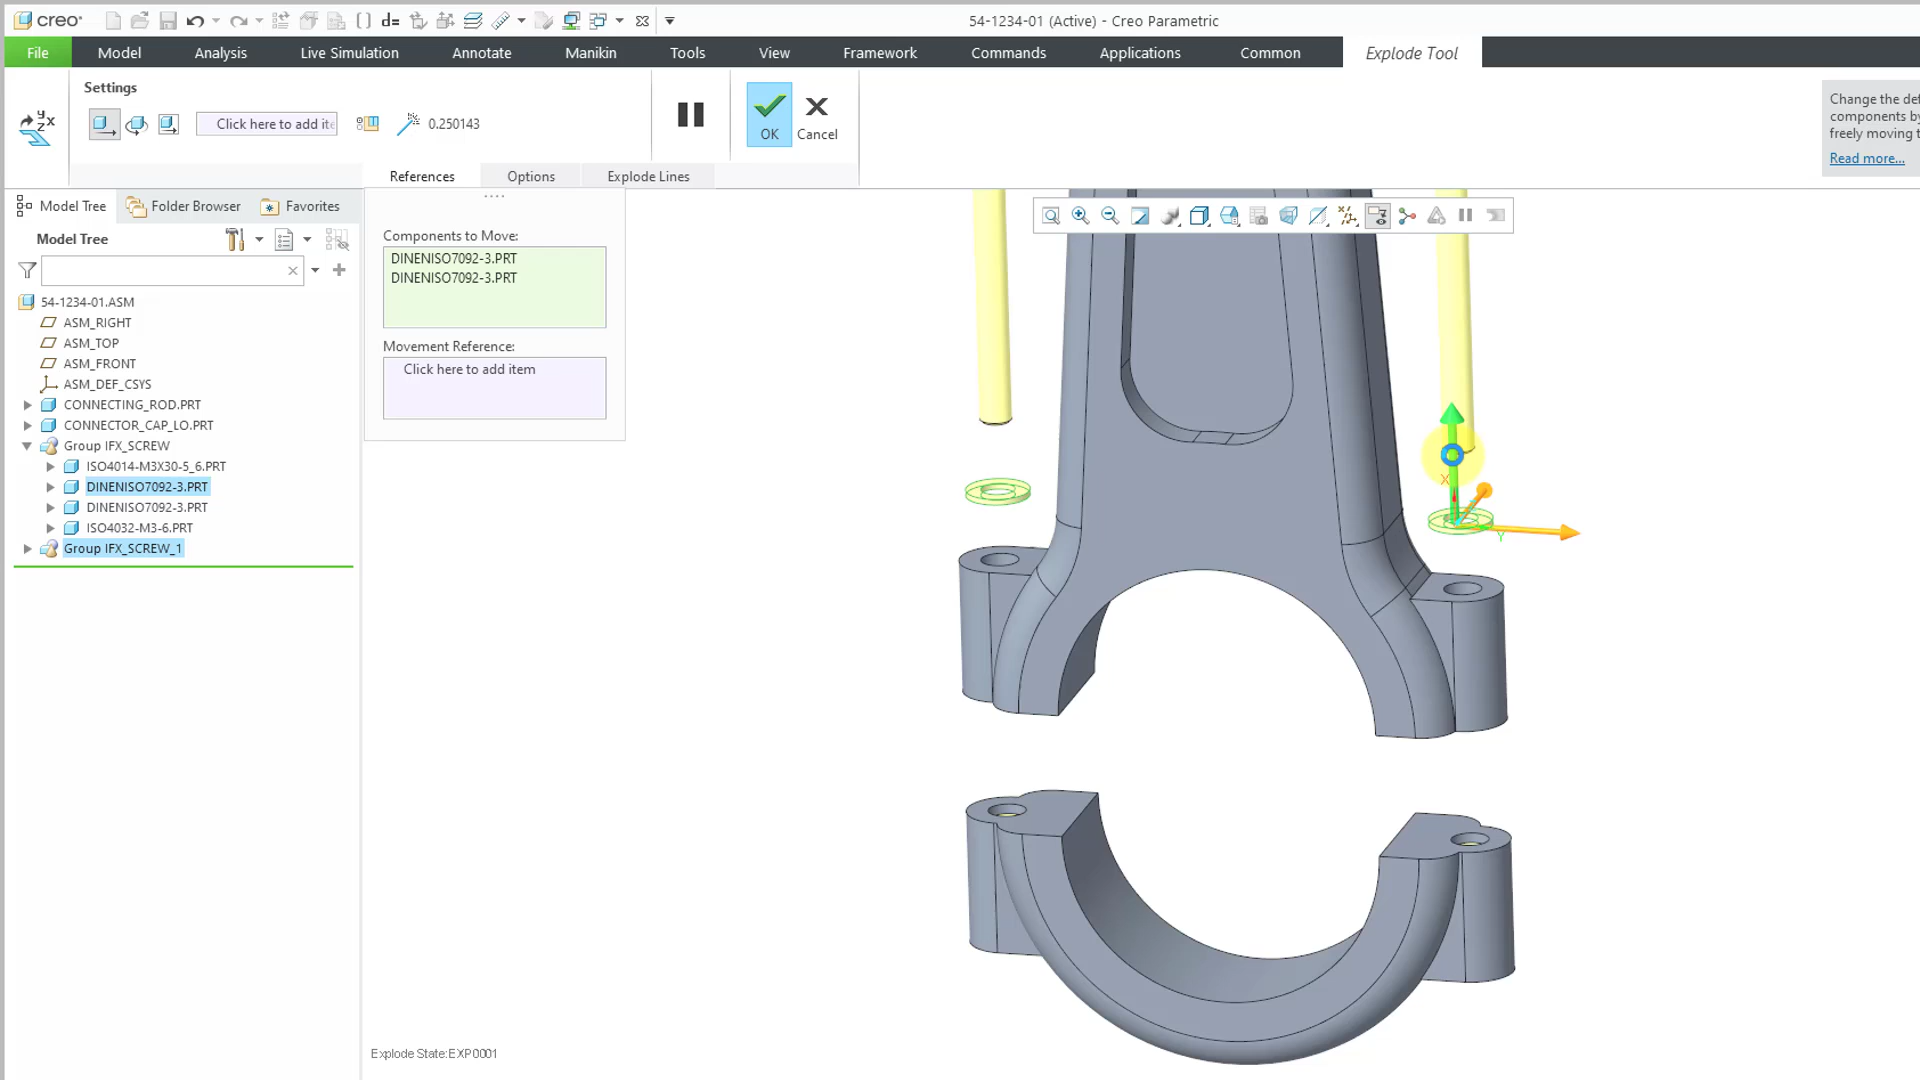 creo
d=
54-1234-01 (Active) - Creo Parametric
File
Model
Analysis
Live Simulation
Annotate
Manikin
Tools
View
Framework
Commands
Applications
Common
Explode Tool
Settings
Click here to add ite
0.250143
OK
Cancel
Change the def
components by
freely moving t
Read more...
References
Options
Explode Lines
Model Tree
Folder Browser
Favorites
Model Tree
54-1234-01.ASM
ASM_RIGHT
ASM_TOP
ASM_FRONT
ASM_DEF_CSYS
CONNECTING_ROD.PRT
CONNECTOR_CAP_LO.PRT
Group IFX_SCREW
ISO4014-M3X30-5_6.PRT
DINENISO7092-3.PRT
DINENISO7092-3.PRT
ISO4032-M3-6.PRT
Group IFX_SCREW_1
Components to Move:
DINENISO7092-3.PRT
DINENISO7092-3.PRT
Movement Reference:
Click here to add item
X
Y
Explode State:EXP0001